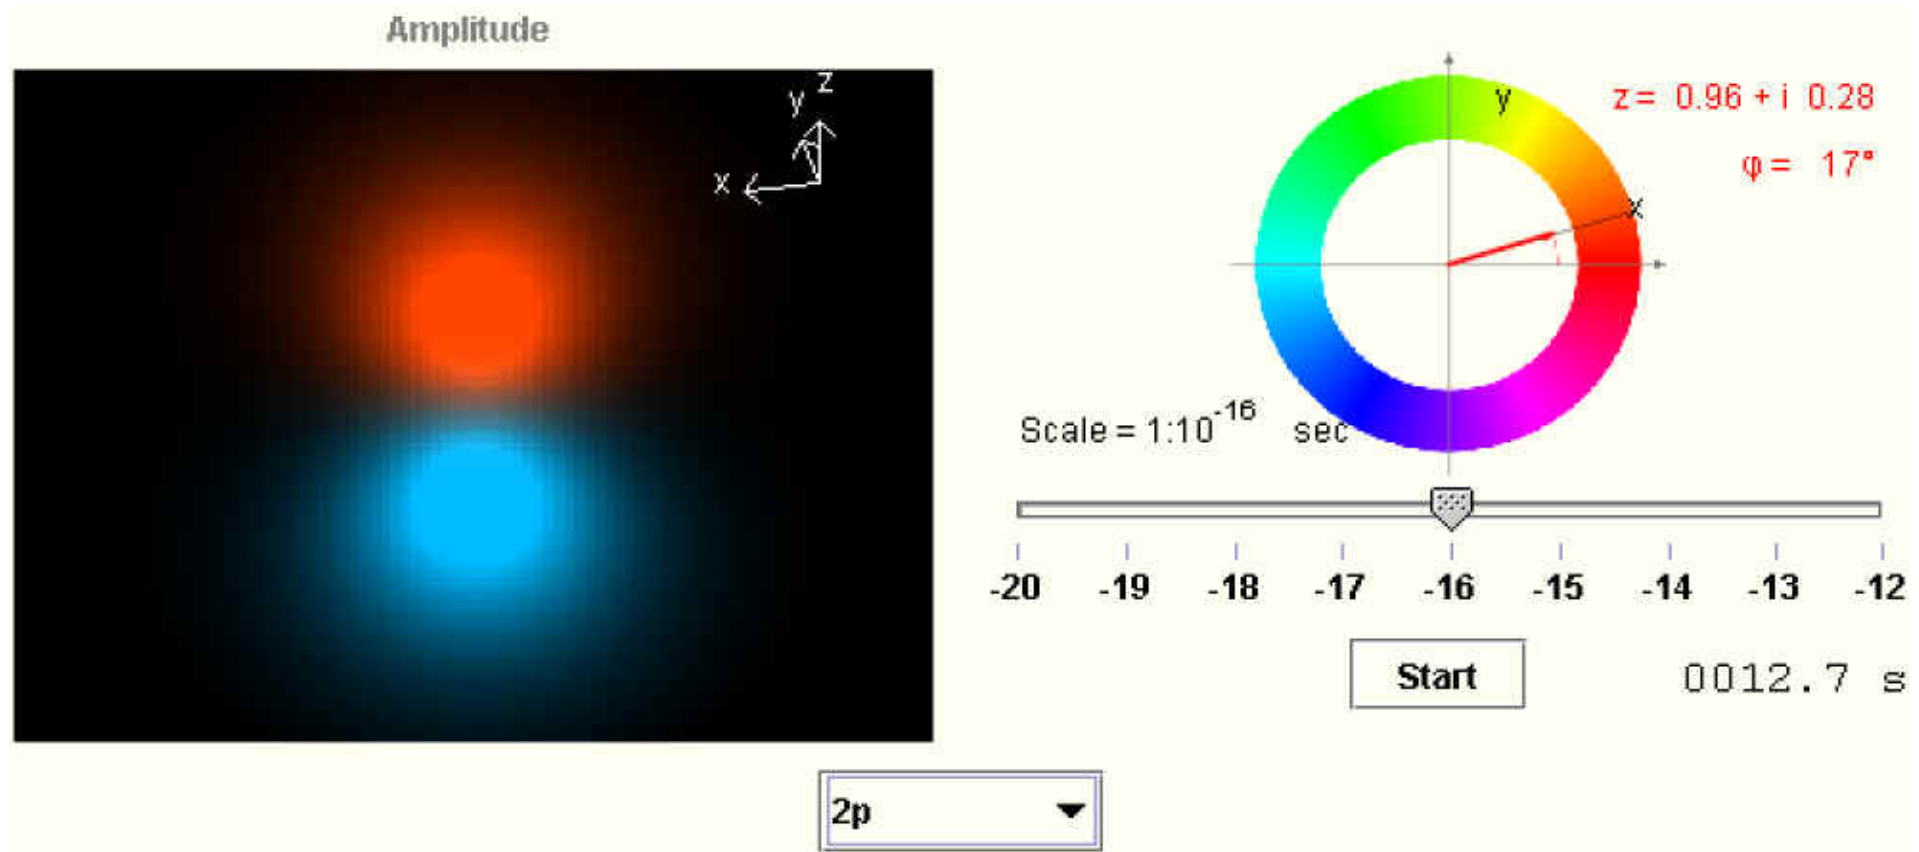 Amplitude
z
y
x
y
z = 0.96 + i 0.28
φ = 17°
x
Scale = 1:10^-16 sec
-20 -19 -18 -17 -16 -15 -14 -13 -12
Start
0012.7 s
2p